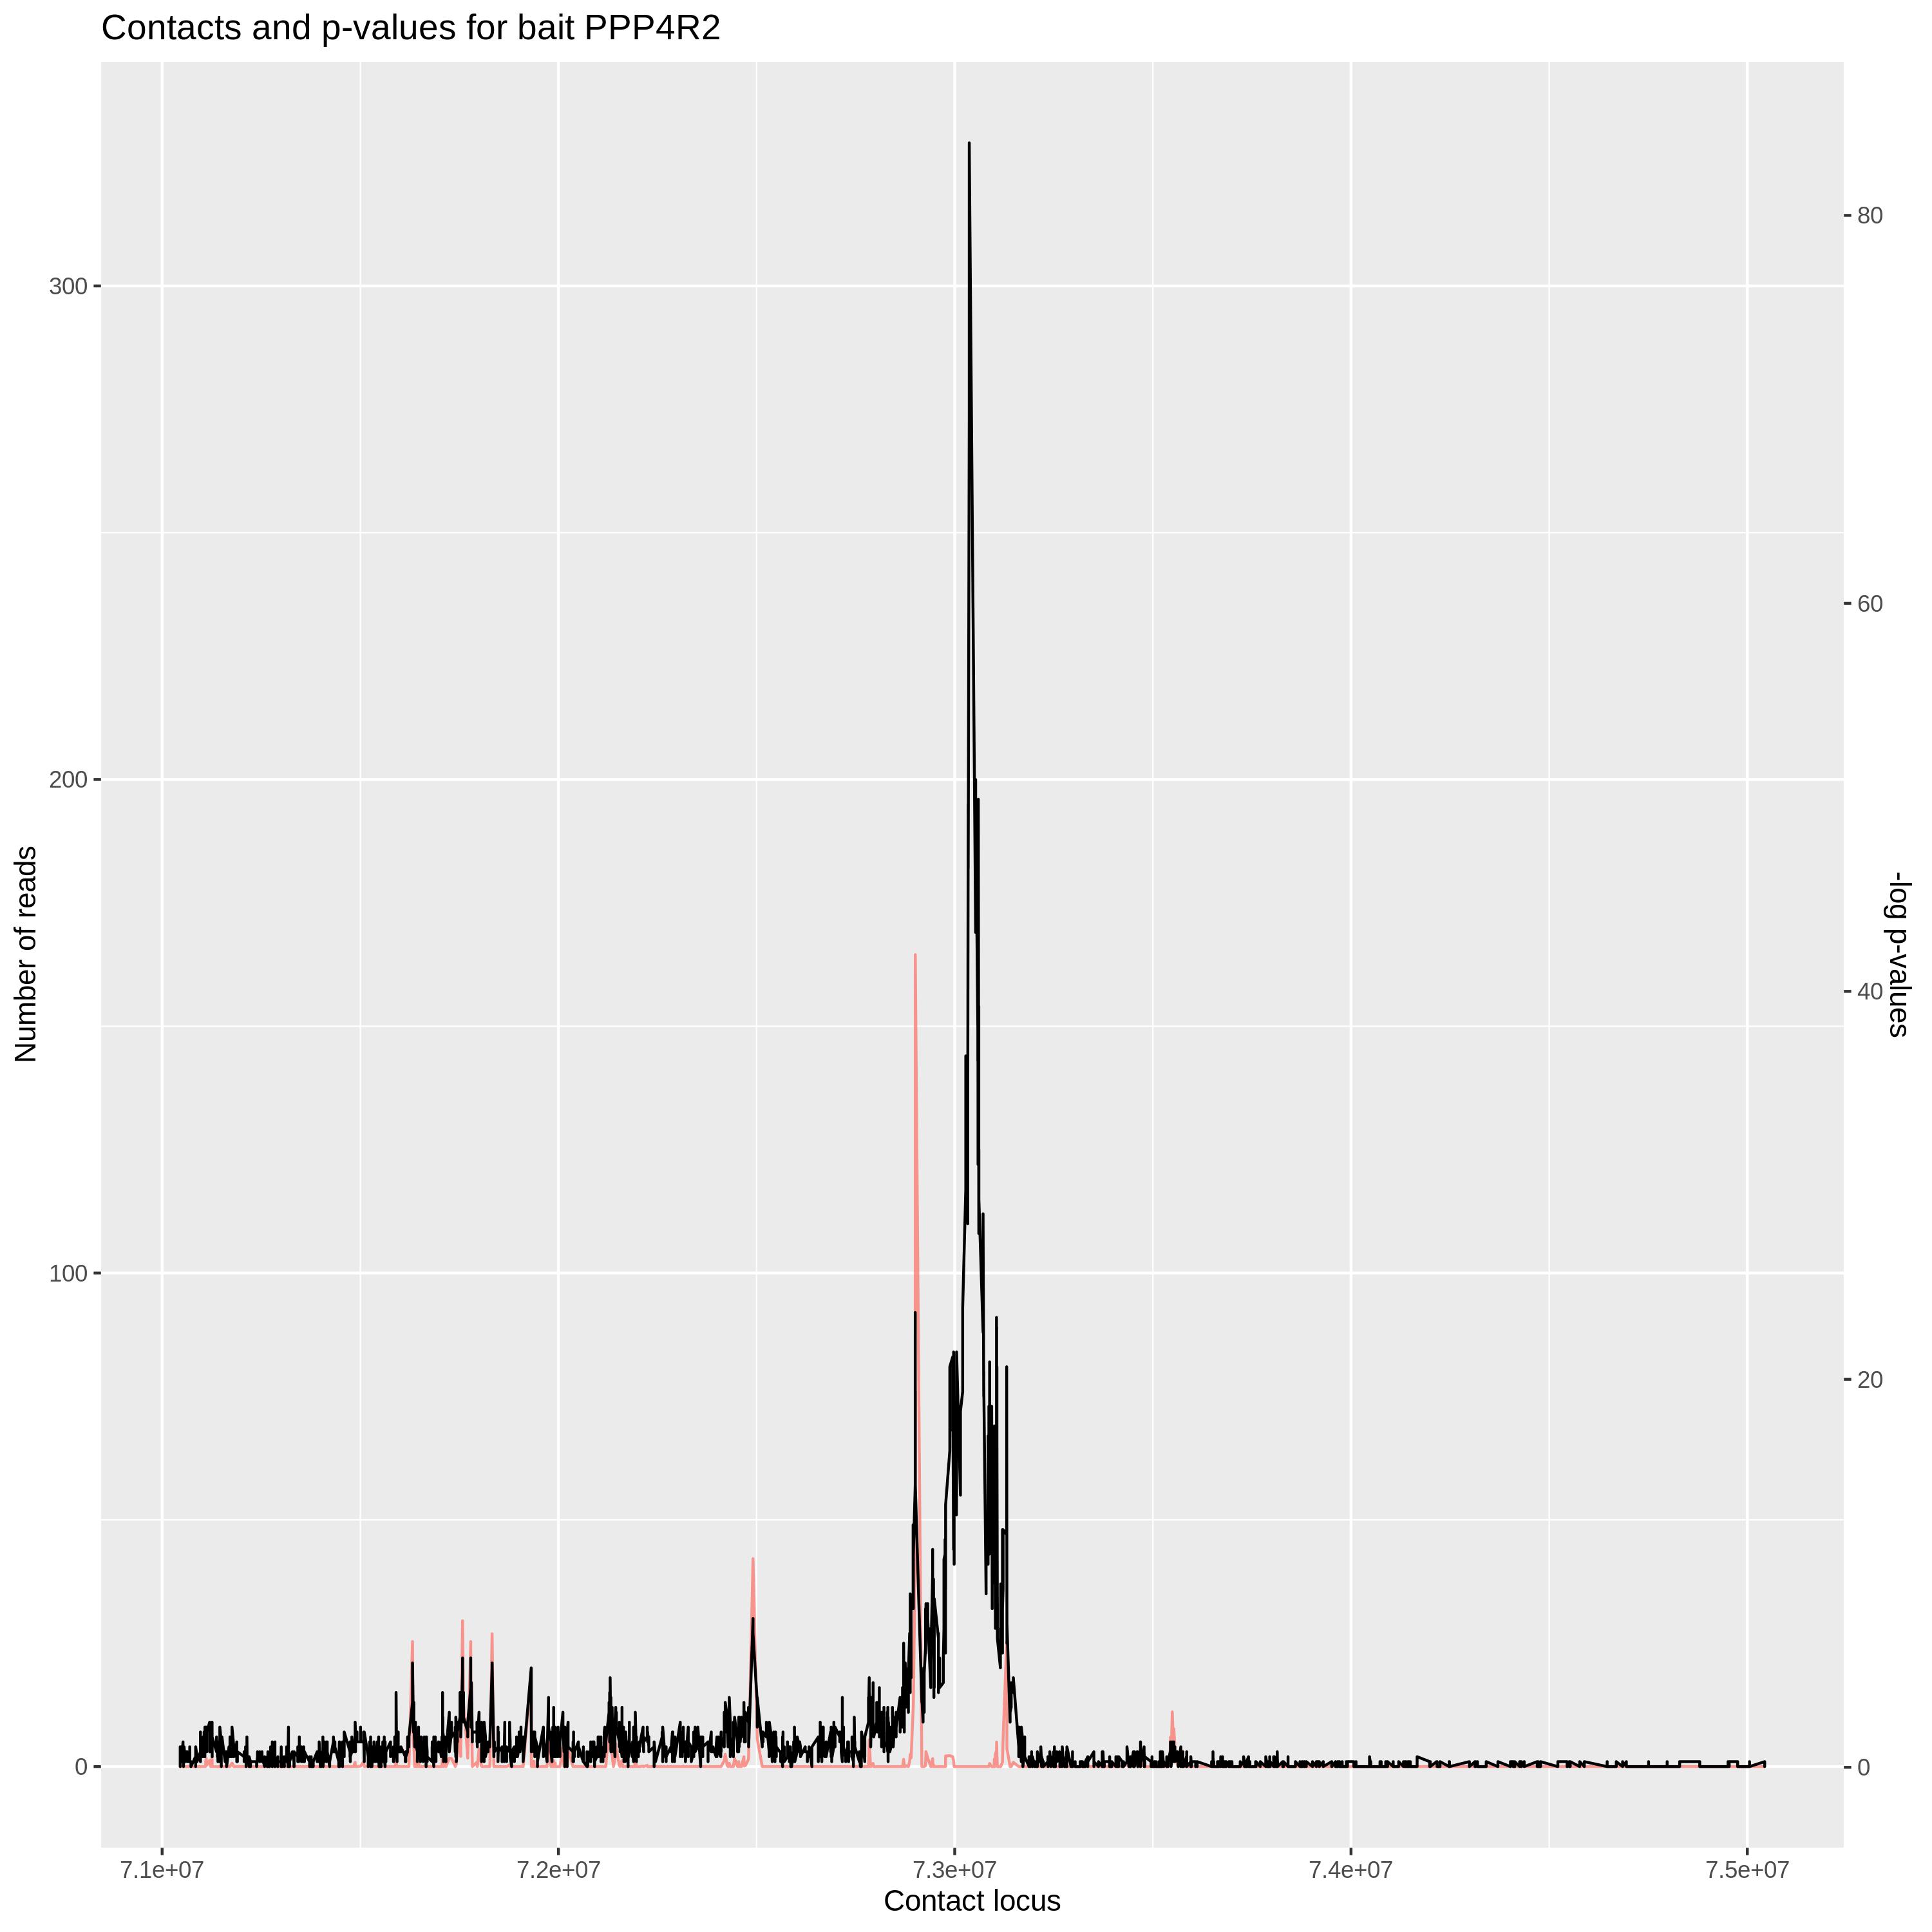 Contacts and p-values for bait PPP4R2
Number of reads
300
200
100
0
80
60
40
20
0
-log p-values
7.1e+07
7.2e+07
7.3e+07
7.4e+07
7.5e+07
Contact locus